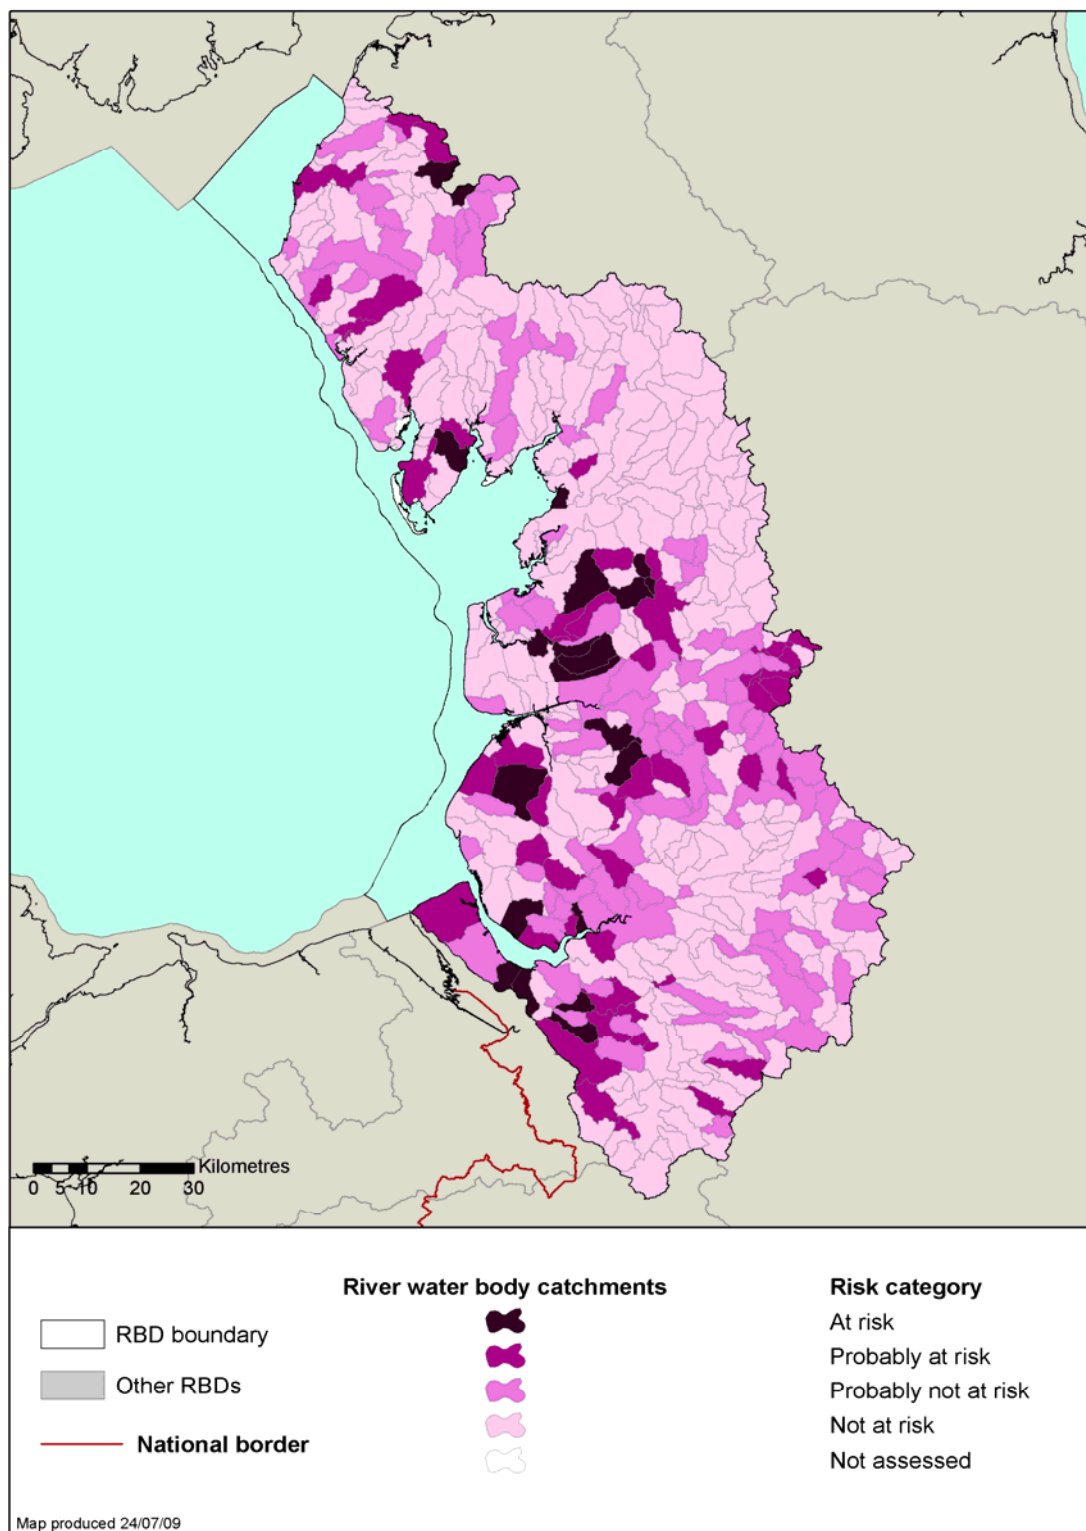 Kilometres
0 5 10 20 30
River water body catchments
Risk category
RBD boundary
At risk
Probably at risk
Other RBDs
Probably not at risk
National border
Not at risk
Not assessed
Map produced 24/07/09